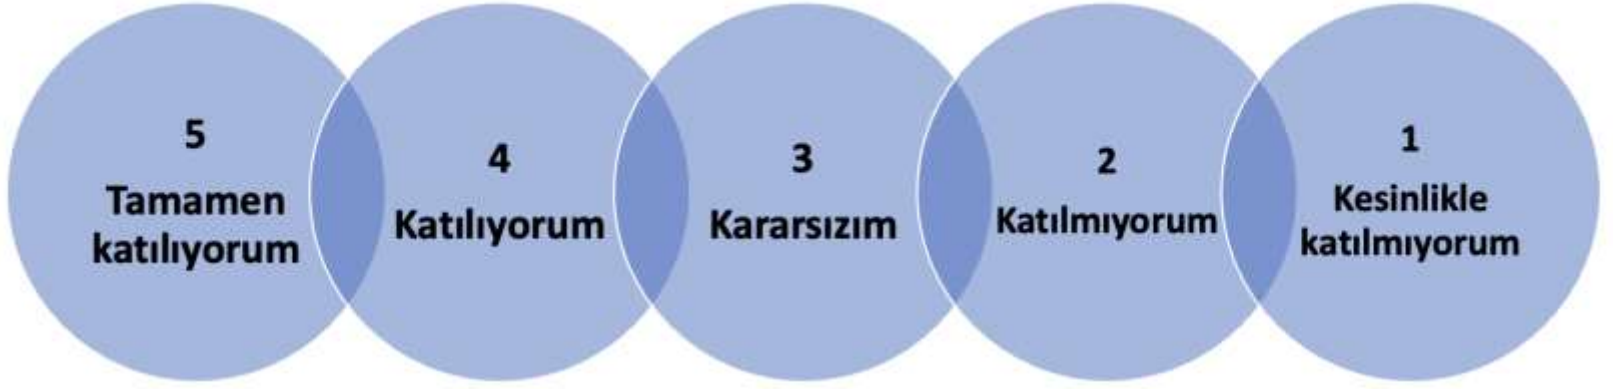 5
Tamamen
katılıyorum
4
Katılıyorum
3
Kararsızım
2
Katılmıyorum
1
Kesinlikle
katılmıyorum